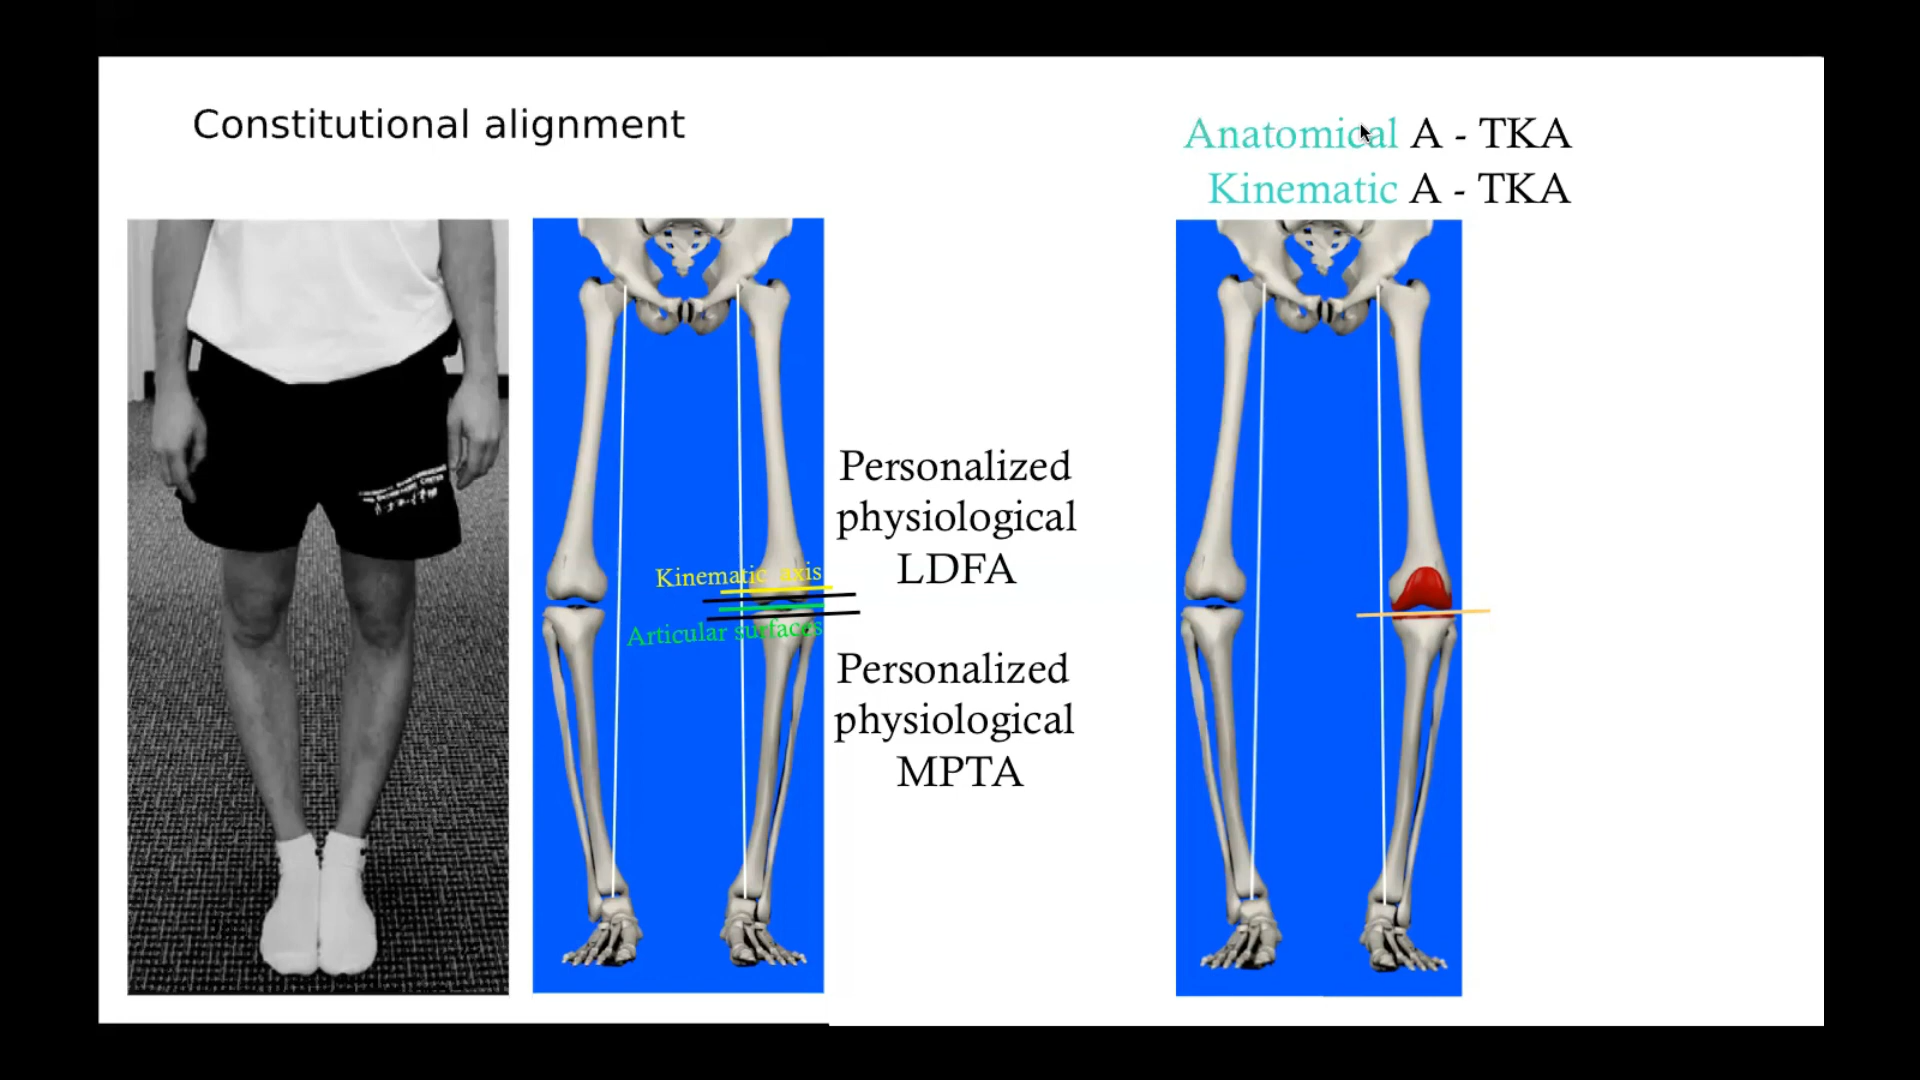 Constitutional alignment
Anatomical A - TKA
Kinematic A - TKA
Personalized
physiological
LDFA
Kinematic axis
Articular surfaces
Personalized
physiological
MPTA